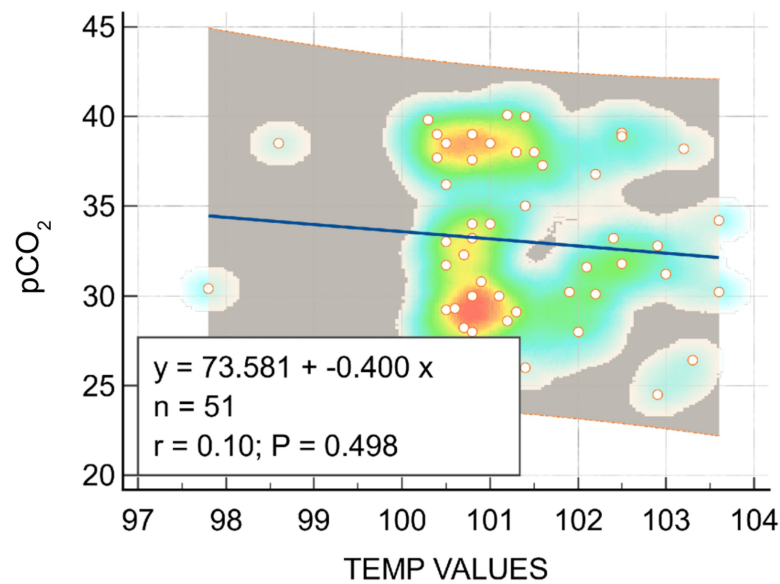 45
40
35
30
25
20
pCO₂
y = 73.581 + -0.400 x
n = 51
r = 0.10; P = 0.498
97 98 99 100 101 102 103 104
TEMP VALUES